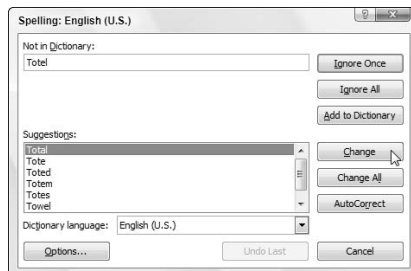 Spelling: English (U.S.)
Not in Dictionary:
Totel
Ignore Once
Ignore All
Add to Dictionary
Suggestions:
Total
Tote
Toted
Totem
Totes
Towel
Change
Change All
AutoCorrect
Dictionary language: English (U.S.)
Options... Undo Last Cancel